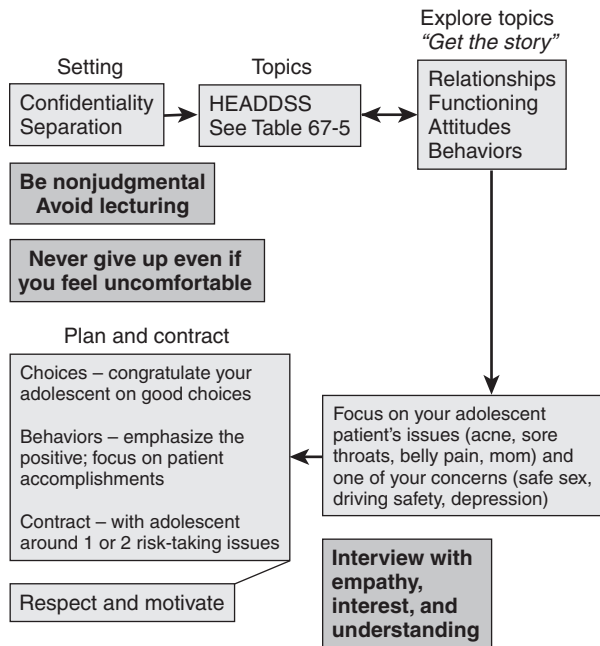 Setting
Confidentiality
Separation
Topics
HEADDSS
See Table 67-5
Explore topics
“Get the story”
Relationships
Functioning
Attitudes
Behaviors
Be nonjudgmental
Avoid lecturing
Never give up even if
you feel uncomfortable
Focus on your adolescent
patient’s issues (acne, sore
throats, belly pain, mom) and
one of your concerns (safe sex,
driving safety, depression)
Plan and contract
Choices – congratulate your
adolescent on good choices
Behaviors – emphasize the
positive; focus on patient
accomplishments
Contract – with adolescent
around 1 or 2 risk-taking issues
Respect and motivate
Interview with
empathy,
interest, and
understanding